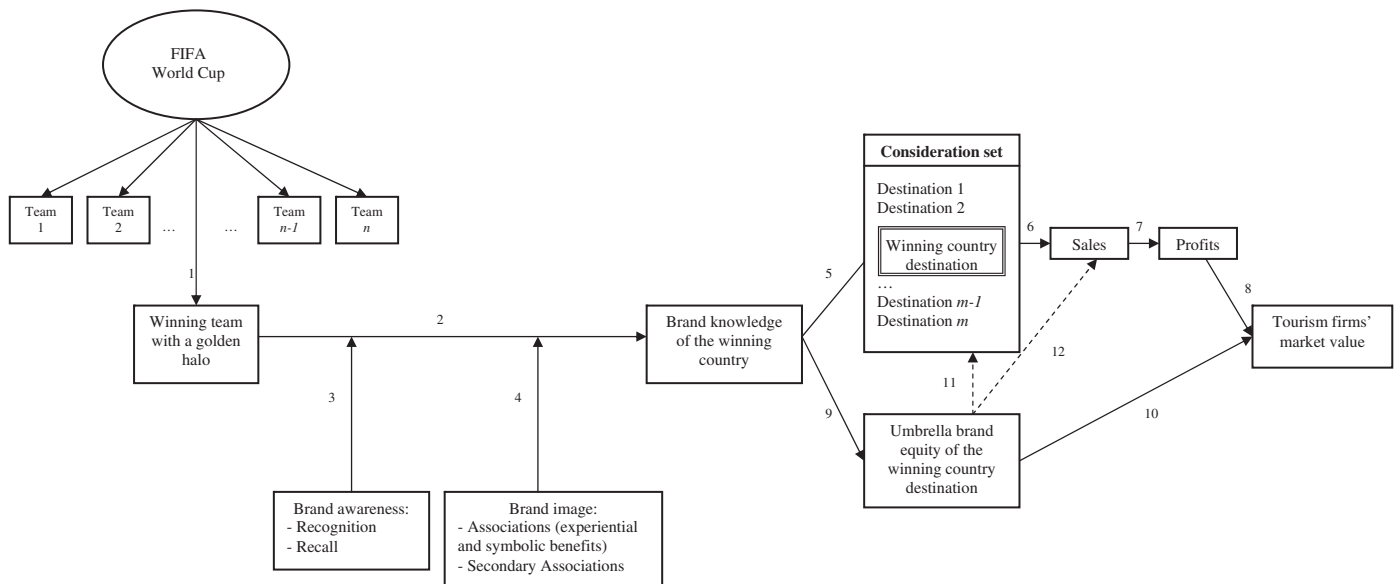 FIFA
World Cup
Team
1
Team
2
...
...
Team
n-1
Team
n
1
Winning team
with a golden
halo
2
3
4
Brand awareness:
- Recognition
- Recall
Brand image:
- Associations (experiential
and symbolic benefits)
- Secondary Associations
Brand knowledge
of the winning
country
5
9
Consideration set
Destination 1
Destination 2
Winning country
destination
...
Destination m-1
Destination m
11
12
Umbrella brand
equity of the
winning country
destination
6
Sales
7
Profits
8
10
Tourism firms'
market value